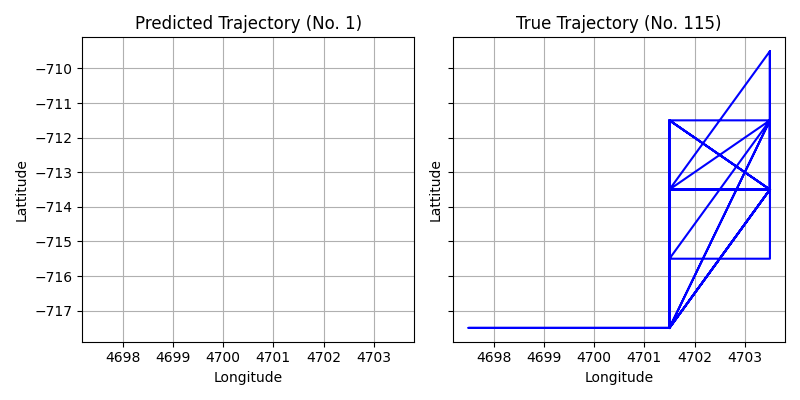 Predicted Trajectory (No. 1)
True Trajectory (No. 115)
Lattitude
−710
−711
−712
−713
−714
−715
−716
−717
4698 4699 4700 4701 4702 4703
Longitude
Lattitude
4698 4699 4700 4701 4702 4703
Longitude